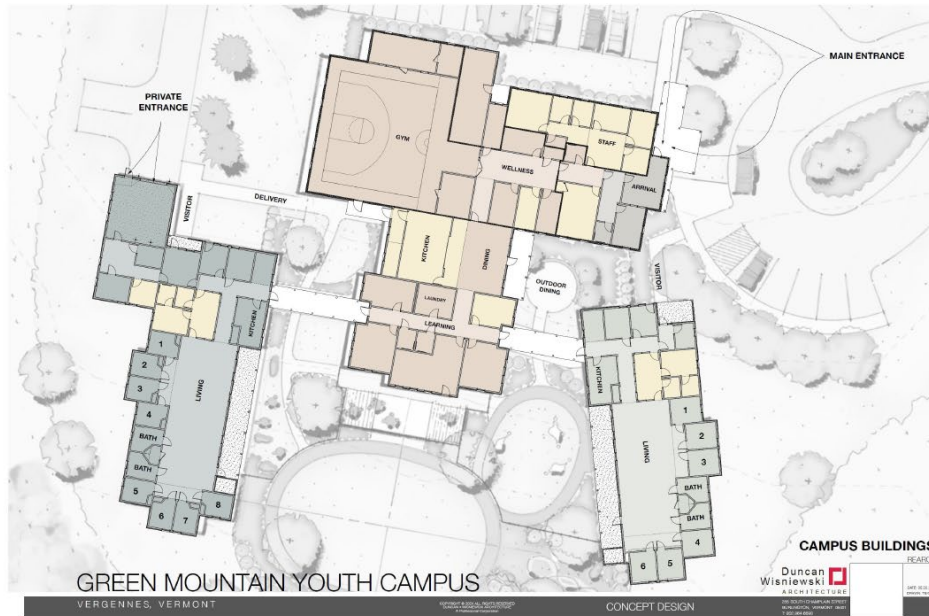 MAIN ENTRANCE
PRIVATE
ENTRANCE
GYM
STAFF
WELLNESS
ARRIVAL
DELIVERY
VISITOR
KITCHEN
DINING
OUTDOOR
DINING
VISITOR
LAUNDRY
LEARNING
KITCHEN
LIVING
1
2
3
4
BATH
BATH
5
6
7
8
KITCHEN
LIVING
1
2
3
BATH
BATH
4
5
6
CAMPUS BUILDINGS
GREEN MOUNTAIN YOUTH CAMPUS
VERGENNES, VERMONT
CONCEPT DESIGN
Duncan
Wisniewski
ARCHITECTURE